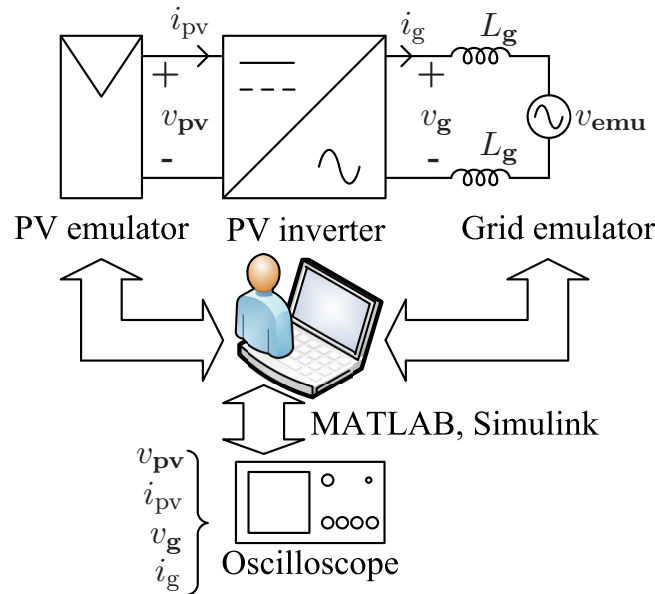 i_pv
i_g
L_g
+
+
v_pv
v_g
v_emu
-
-
L_g
PV emulator
PV inverter
Grid emulator
MATLAB, Simulink
v_pv
i_pv
v_g
i_g
Oscilloscope